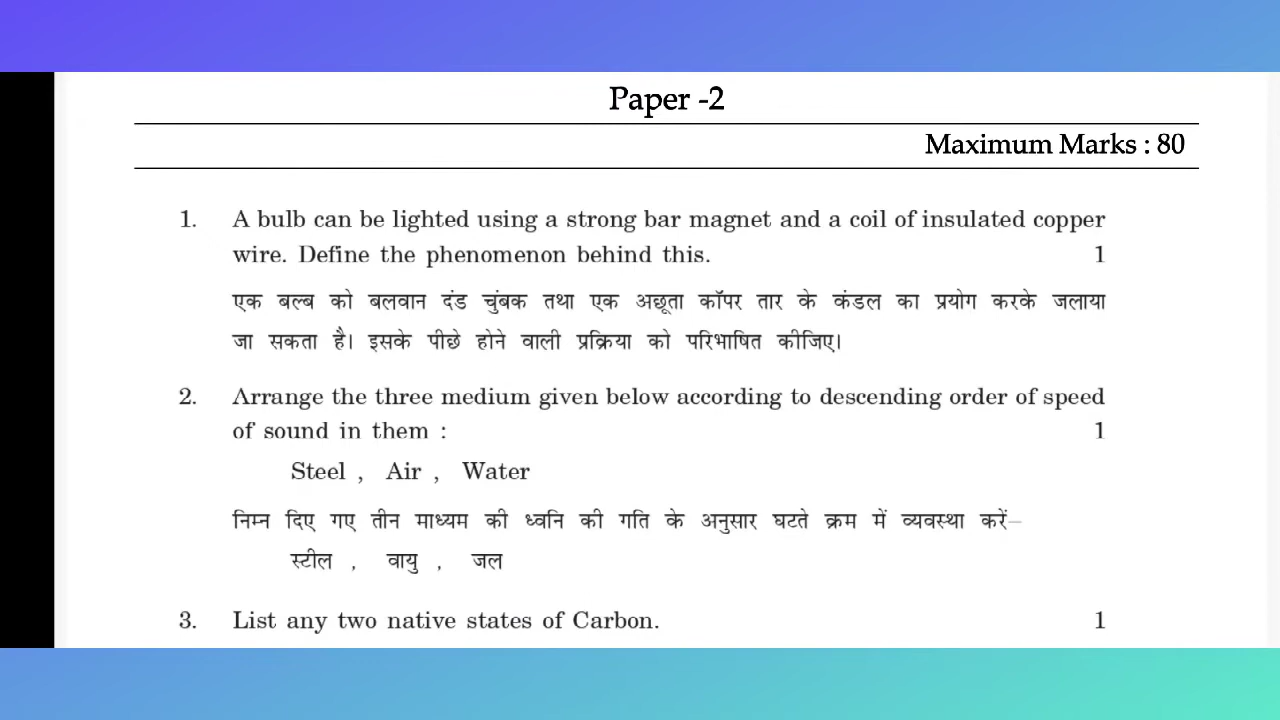 Paper -2
Maximum Marks : 80
1. A bulb can be lighted using a strong bar magnet and a coil of insulated copper
wire. Define the phenomenon behind this. 1
एक बल्ब को बलवान दंड चुंबक तथा एक अछूता कॉपर तार के कंडल का प्रयोग करके जलाया
जा सकता है। इसके पीछे होने वाली प्रक्रिया को परिभाषित कीजिए।
2. Arrange the three medium given below according to descending order of speed
of sound in them : 1
Steel , Air , Water
निम्न दिए गए तीन माध्यम की ध्वनि की गति के अनुसार घटते क्रम में व्यवस्था करें–
स्टील , वायु , जल
3. List any two native states of Carbon. 1